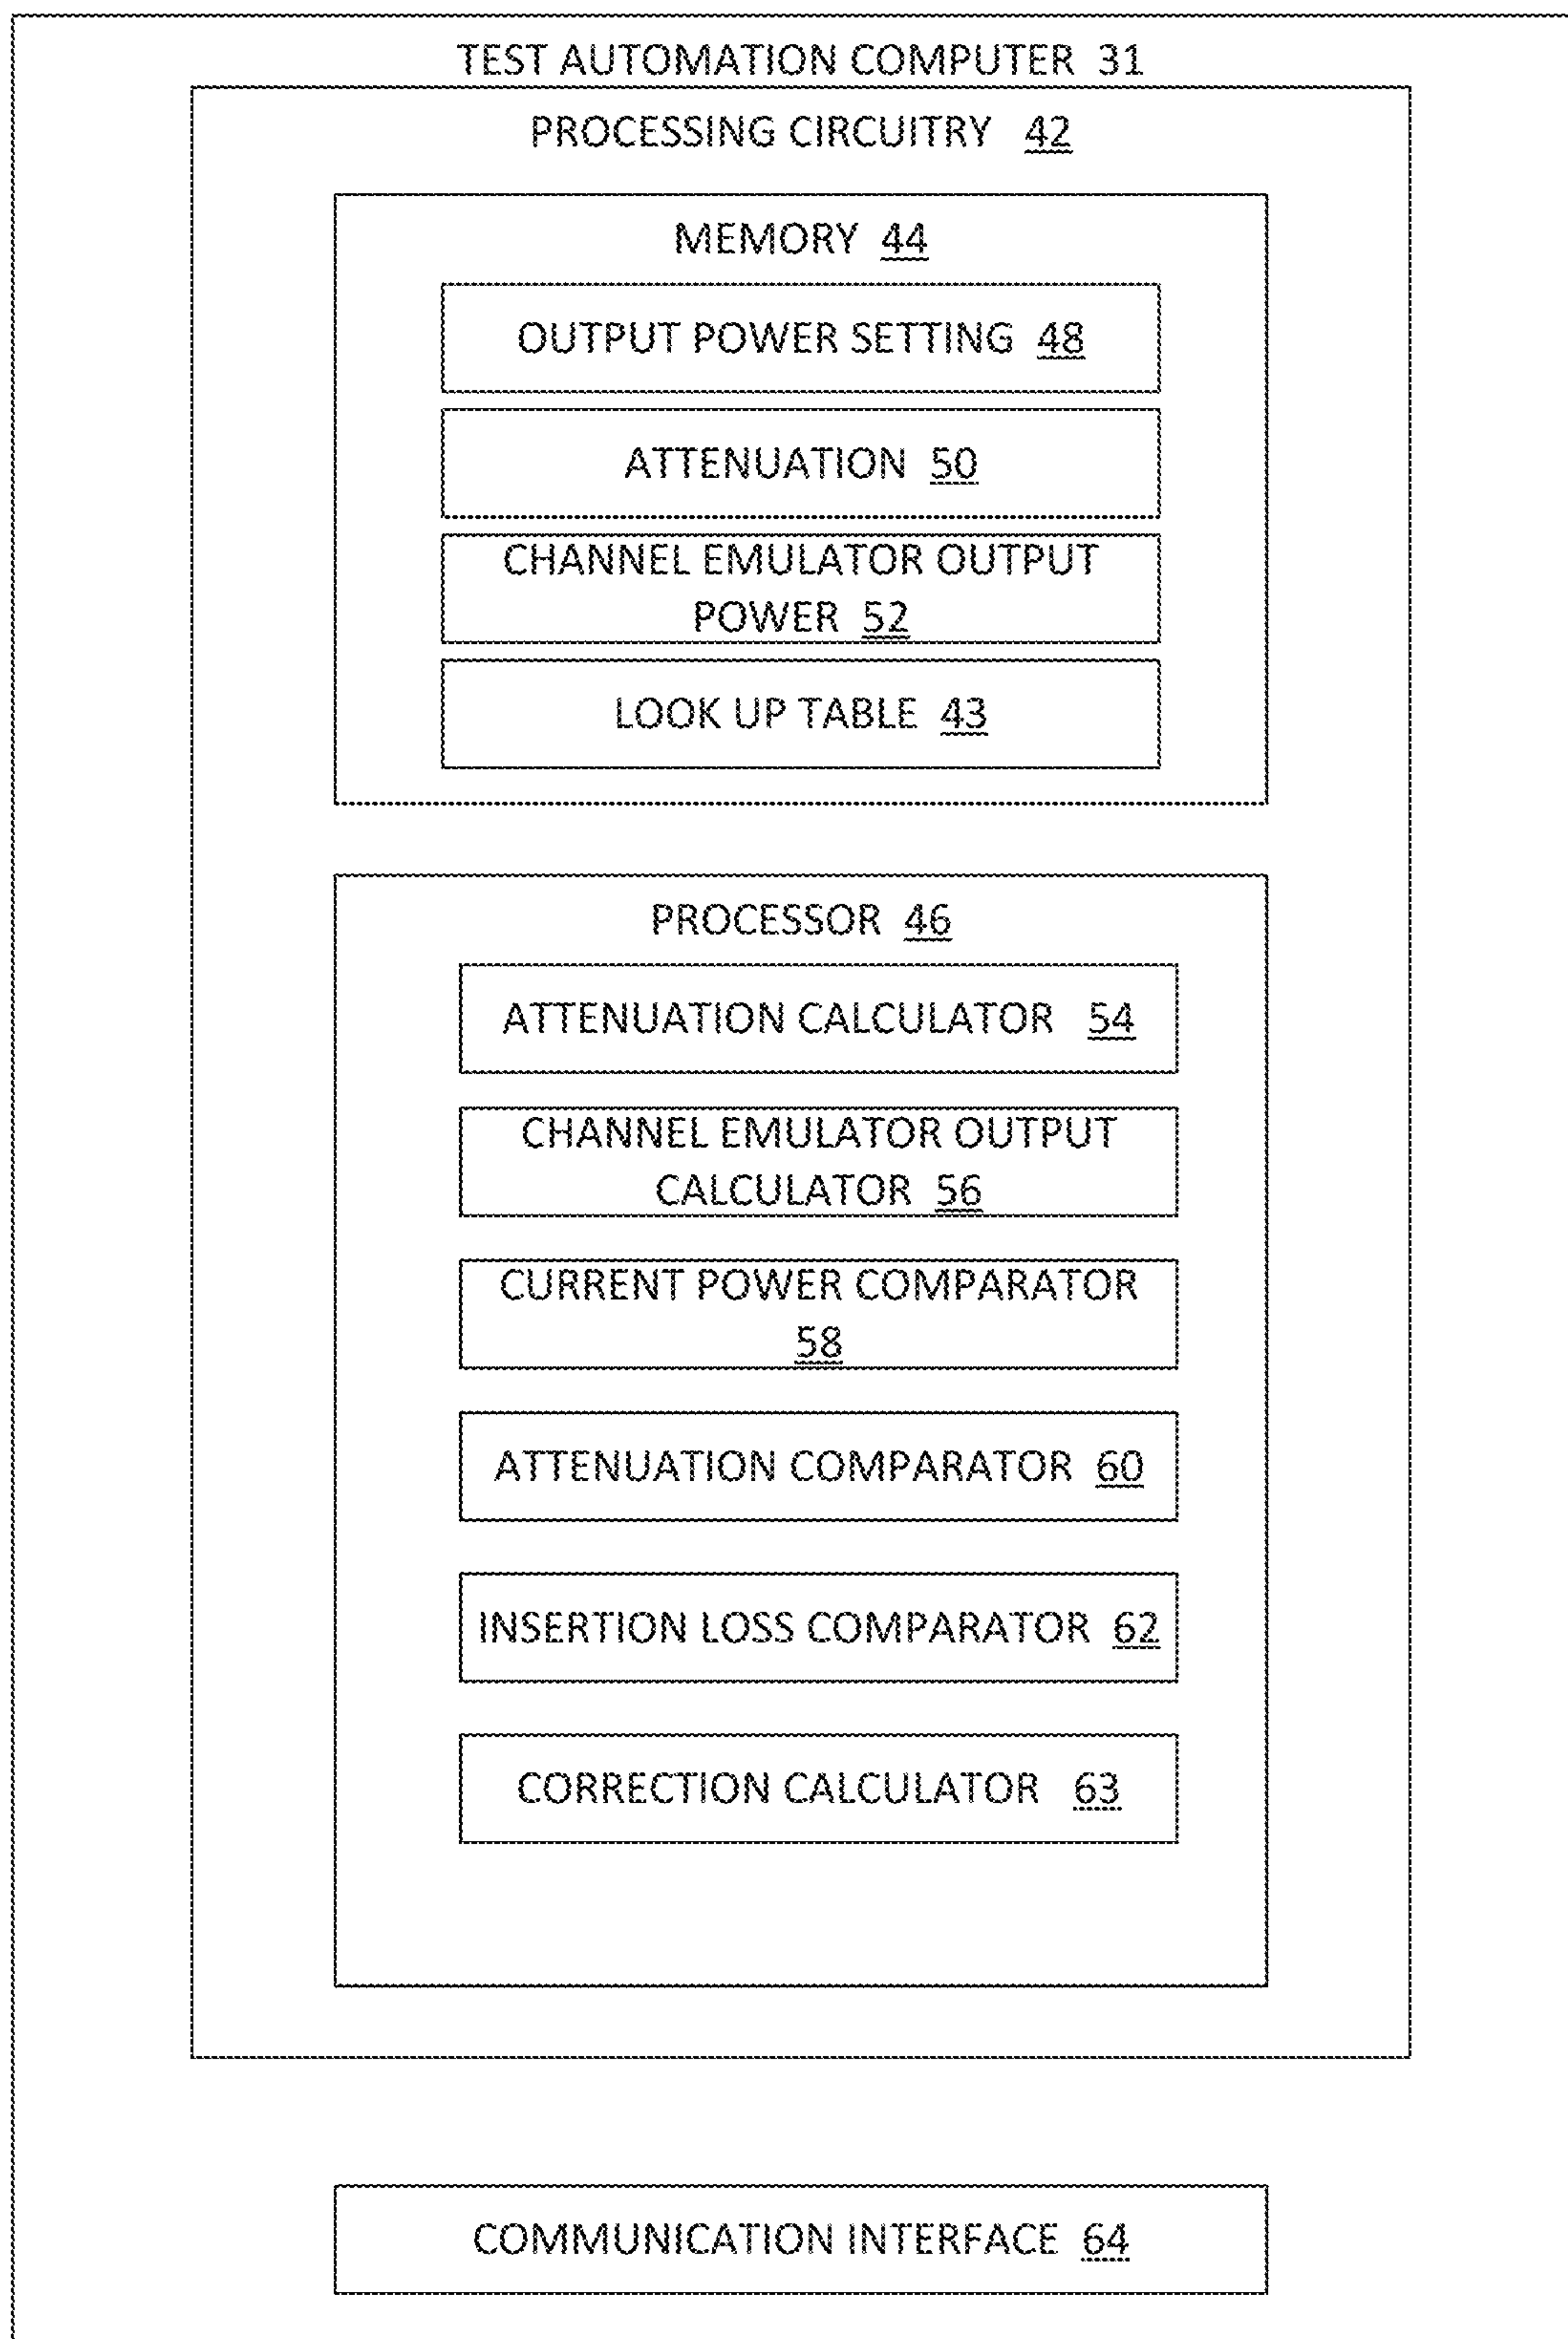 TEST AUTOMATION COMPUTER 31
PROCESSING CIRCUITRY 42
MEMORY 44
OUTPUT POWER SETTING 48
ATTENUATION 50
CHANNEL EMULATOR OUTPUT
POWER 52
LOOK UP TABLE 43
PROCESSOR 46
ATTENUATION CALCULATOR 54
CHANNEL EMULATOR OUTPUT
CALCULATOR 56
CURRENT POWER COMPARATOR
58
ATTENUATION COMPARATOR 60
INSERTION LOSS COMPARATOR 62
CORRECTION CALCULATOR 63
COMMUNICATION INTERFACE 64